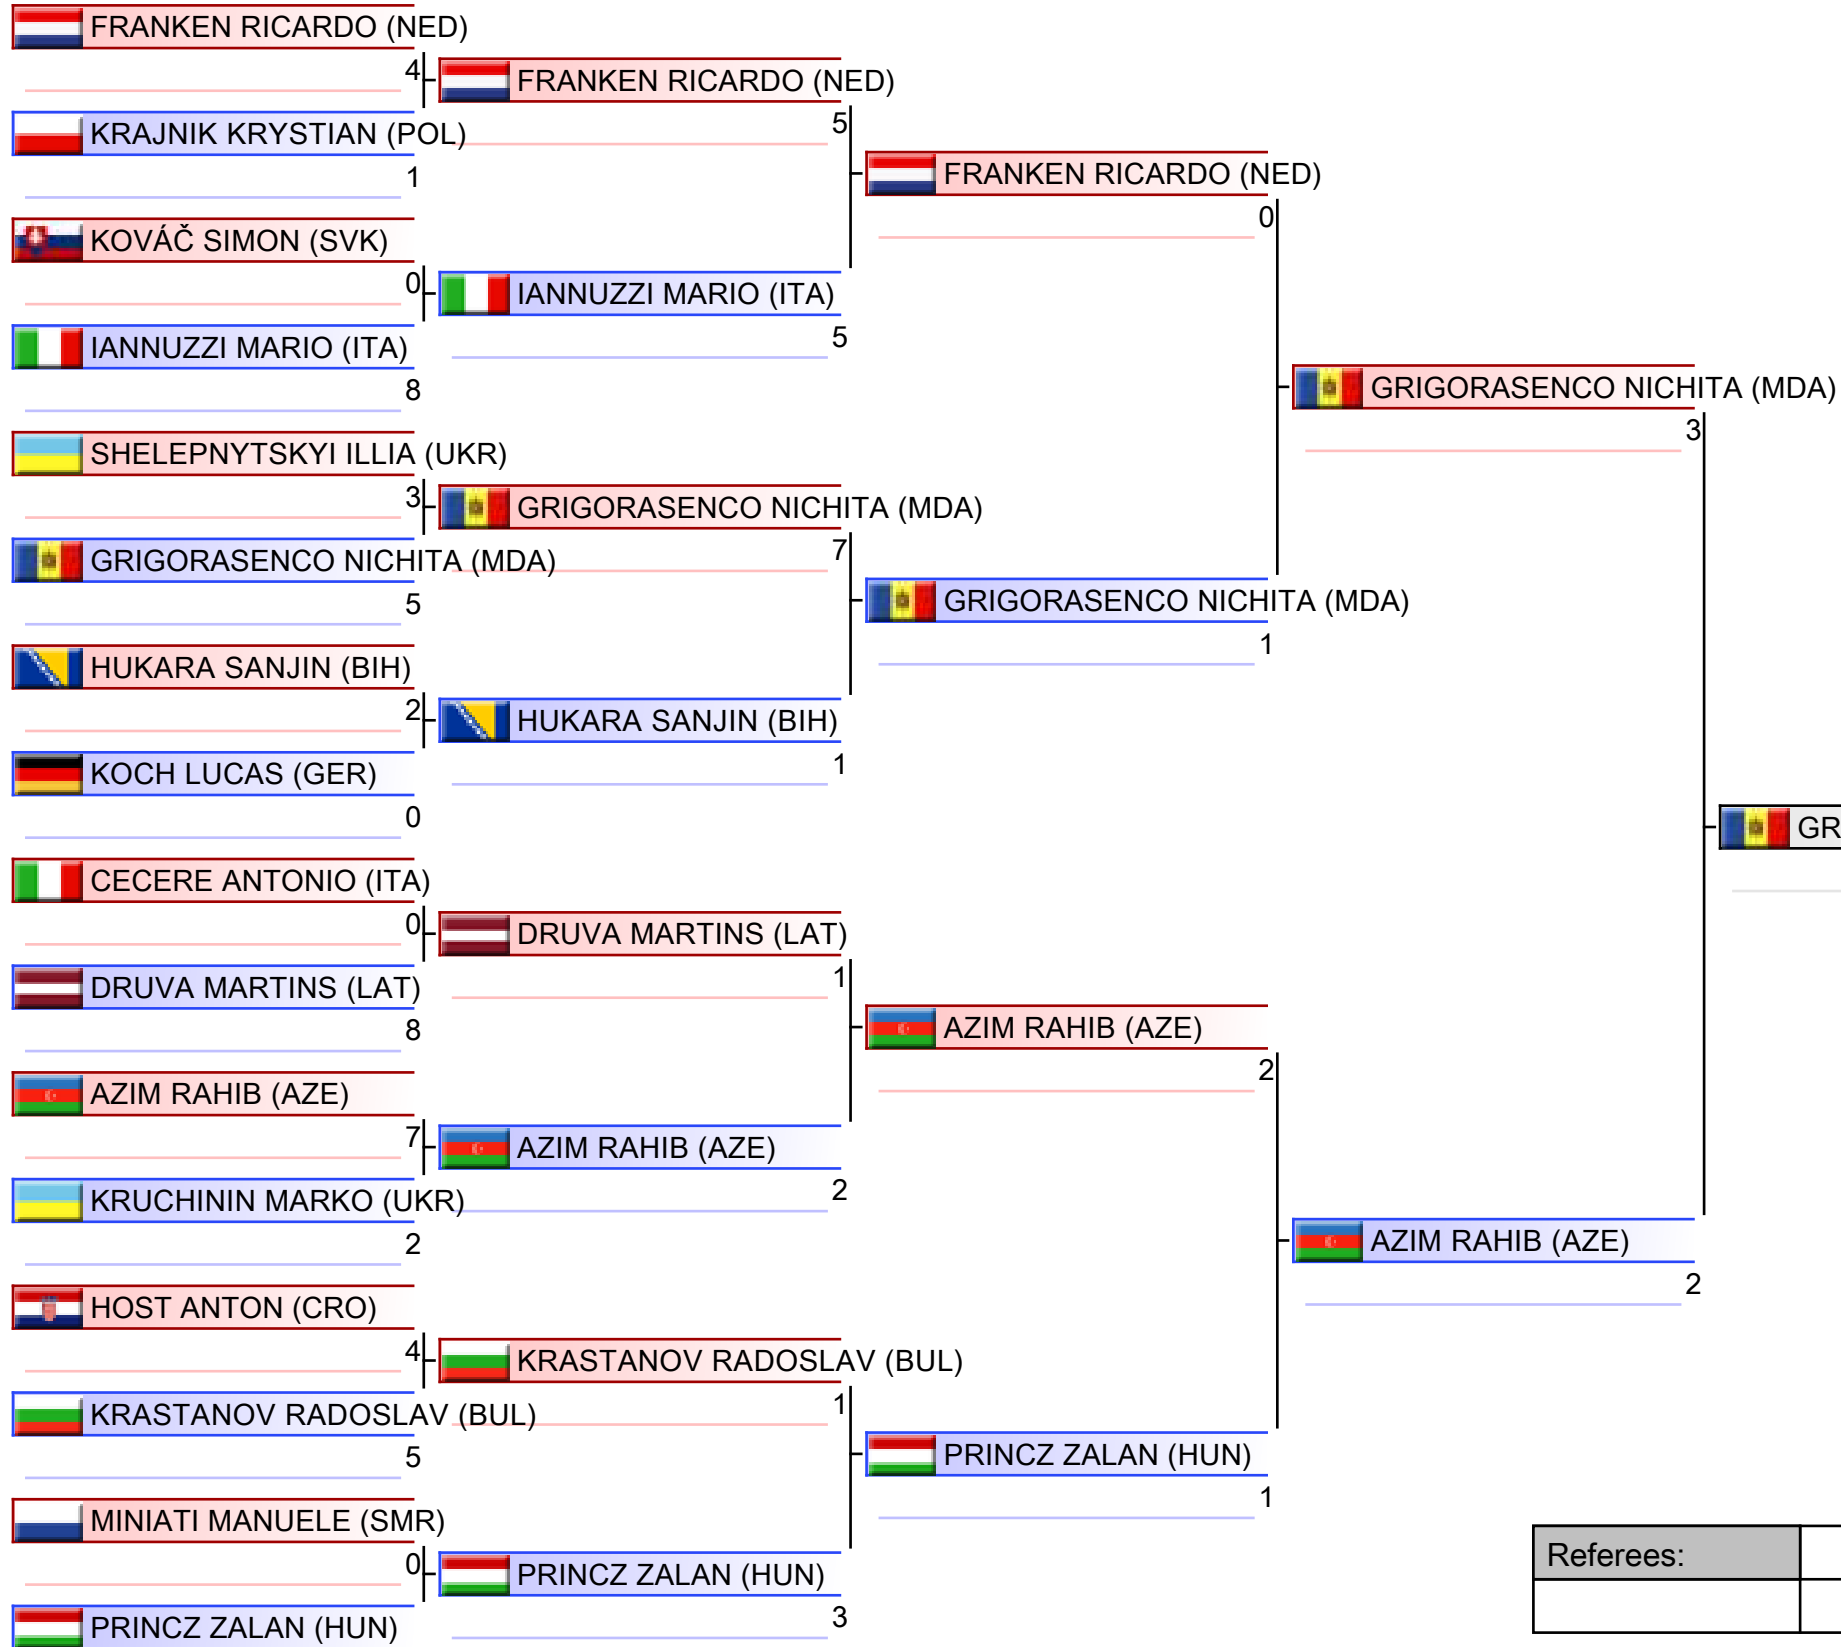 FRANKEN RICARDO (NED)
4
KRAJNIK KRYSTIAN (POL)
1
KOVÁČ SIMON (SVK)
0
IANNUZZI MARIO (ITA)
8
SHELEPNYTSKYI ILLIA (UKR)
3
GRIGORASENCO NICHITA (MDA)
5
HUKARA SANJIN (BIH)
2
KOCH LUCAS (GER)
0
CECERE ANTONIO (ITA)
0
DRUVA MARTINS (LAT)
8
AZIM RAHIB (AZE)
7
KRUCHININ MARKO (UKR)
2
HOST ANTON (CRO)
4
KRASTANOV RADOSLAV (BUL)
5
MINIATI MANUELE (SMR)
0
PRINCZ ZALAN (HUN)
FRANKEN RICARDO (NED)
5
IANNUZZI MARIO (ITA)
5
GRIGORASENCO NICHITA (MDA)
7
HUKARA SANJIN (BIH)
1
DRUVA MARTINS (LAT)
1
AZIM RAHIB (AZE)
2
KRASTANOV RADOSLAV (BUL)
1
PRINCZ ZALAN (HUN)
3
FRANKEN RICARDO (NED)
0
GRIGORASENCO NICHITA (MDA)
1
AZIM RAHIB (AZE)
2
PRINCZ ZALAN (HUN)
1
GRIGORASENCO NICHITA (MDA)
3
AZIM RAHIB (AZE)
2
GR
Referees: